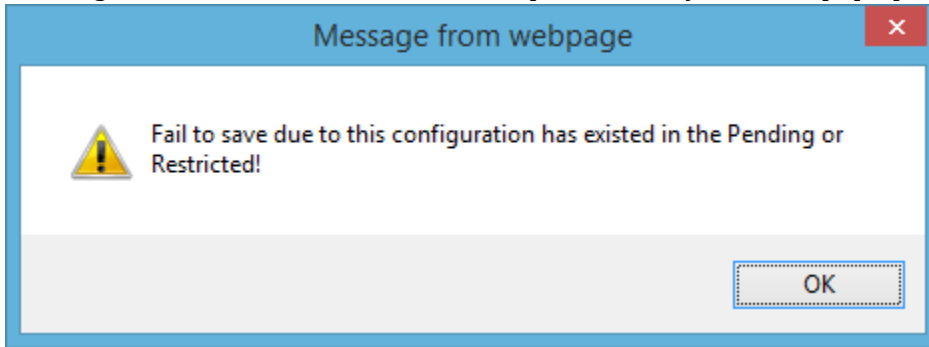 Message from webpage
Fail to save due to this configuration has existed in the Pending or
Restricted!
OK